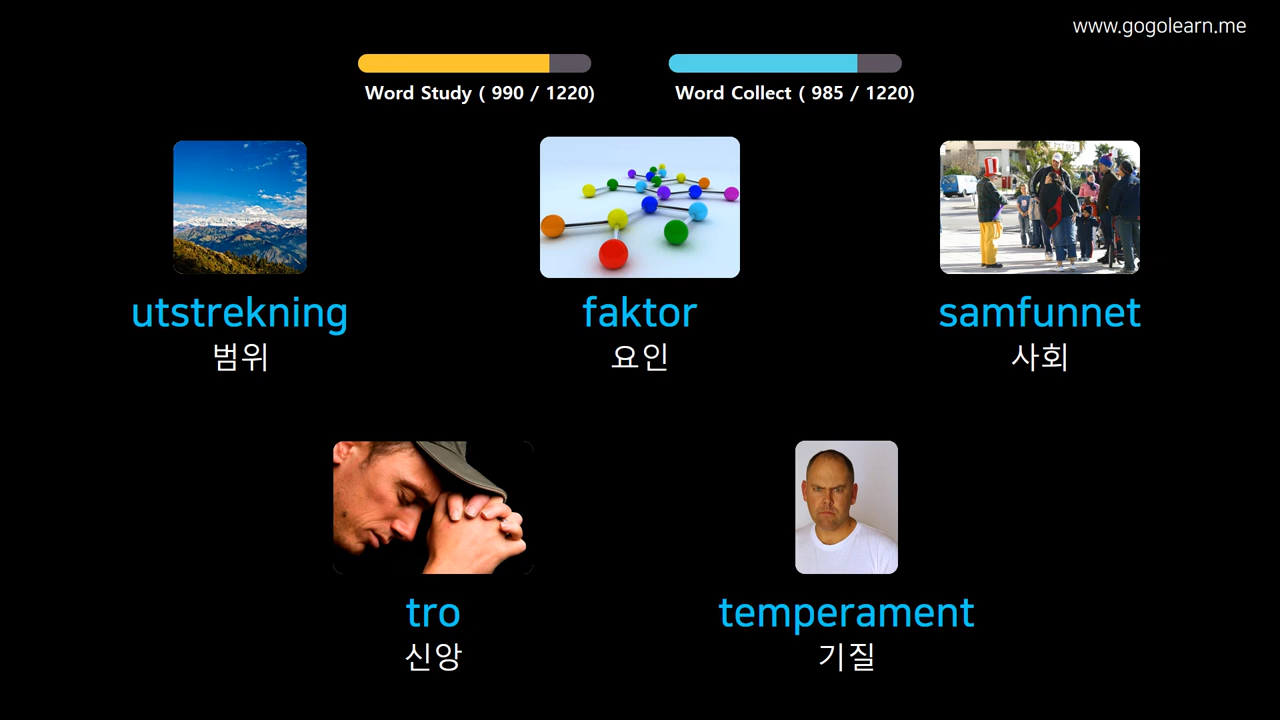 www.gogolearn.me
Word Study ( 990 / 1220)
Word Collect ( 985 / 1220)
utstrekning
범위
faktor
요인
samfunnet
사회
tro
신앙
temperament
기질